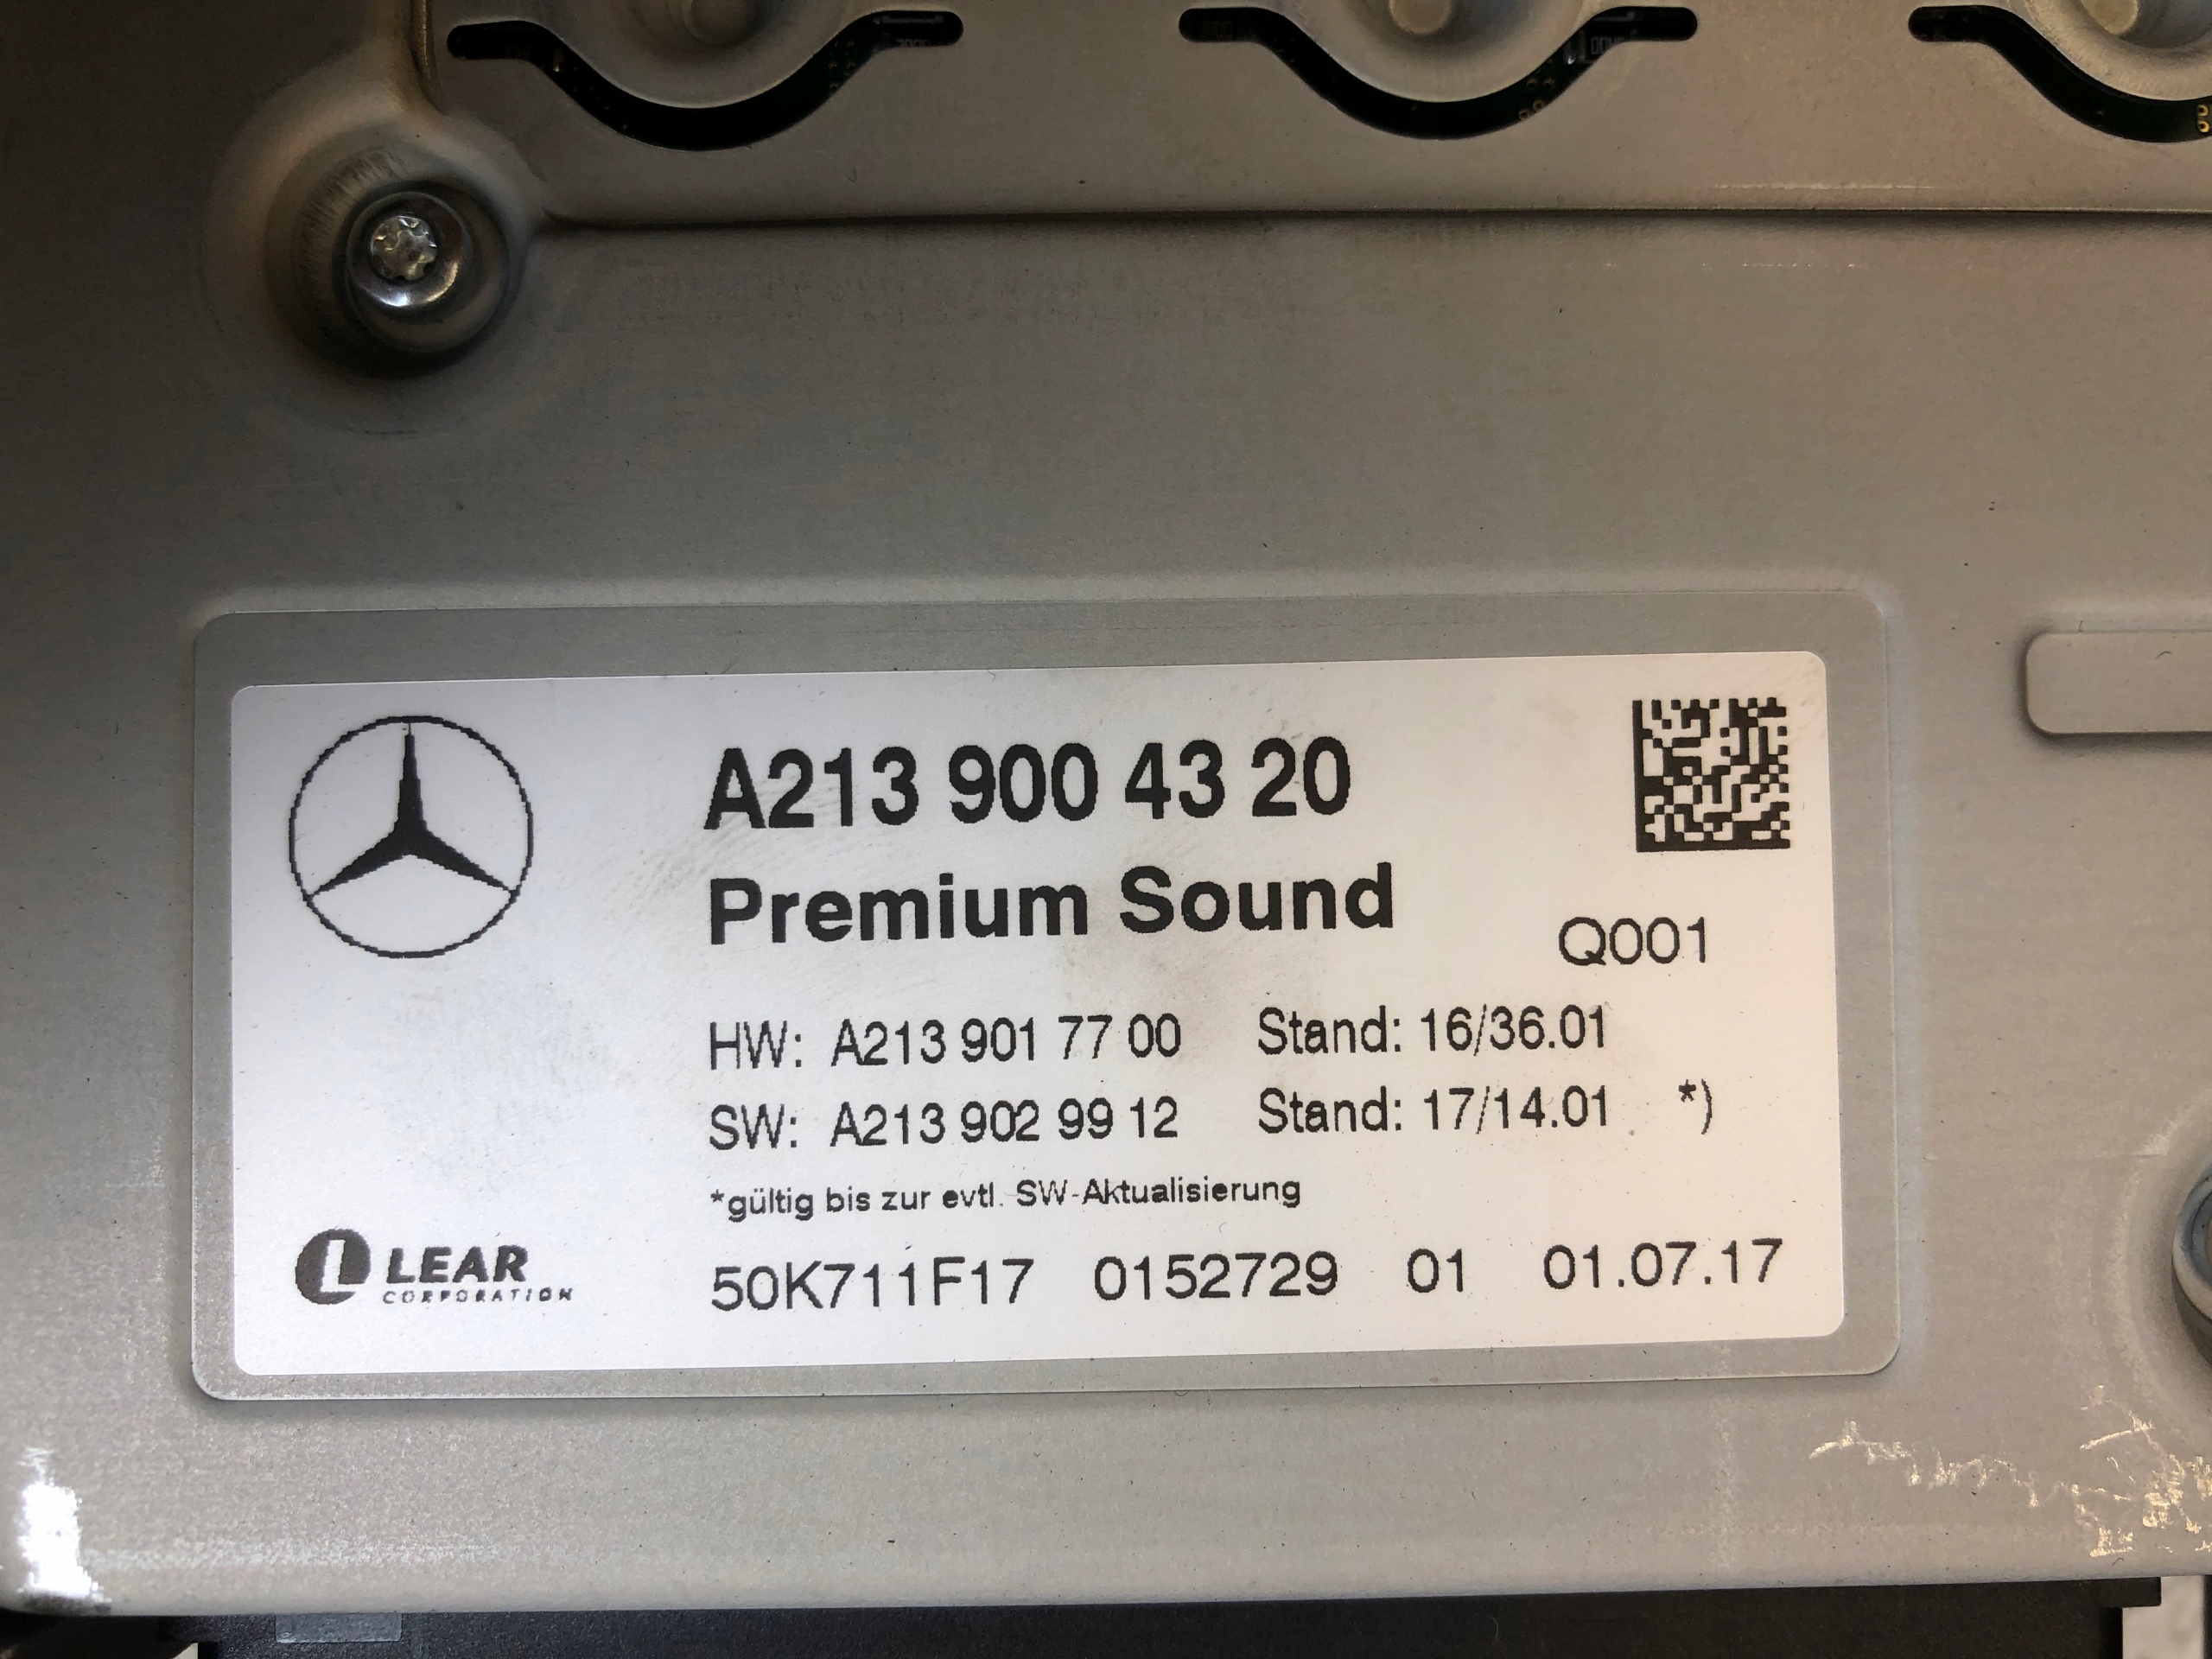 A213 900 43 20
Premium Sound
Q001
HW: A213 901 77 00 Stand: 16/36.01
SW: A213 902 99 12 Stand: 17/14.01 *)
*gültig bis zur evtl. SW-Aktualisierung
LEAR
CORPORATION
50K711F17 0152729 01 01.07.17